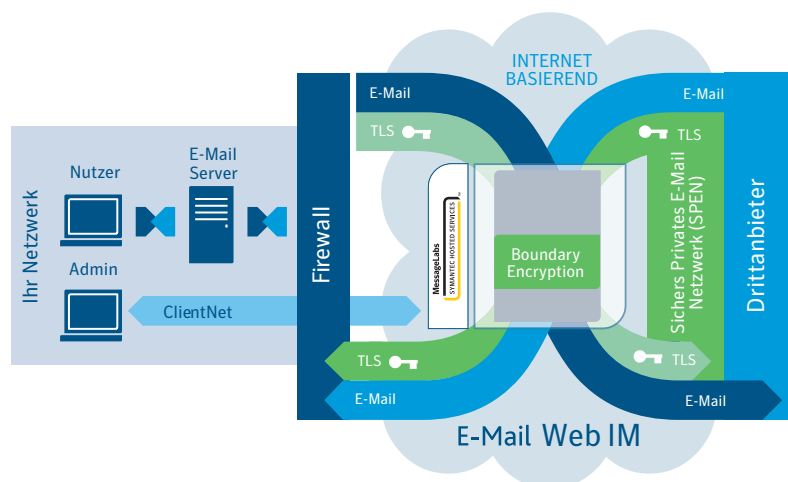 INTERNET
BASIEREND
E-Mail
E-Mail
TLS
TLS
Ihr Netzwerk
Nutzer
E-Mail
Server
Admin
ClientNet
Firewall
MessageLabs
SYMANTEC HOSTED SERVICES
TM
Boundary
Encryption
Sichers Privates E-Mail
Netzwerk (SPEN)
Drittanbieter
TLS
TLS
E-Mail
E-Mail
E-Mail Web IM